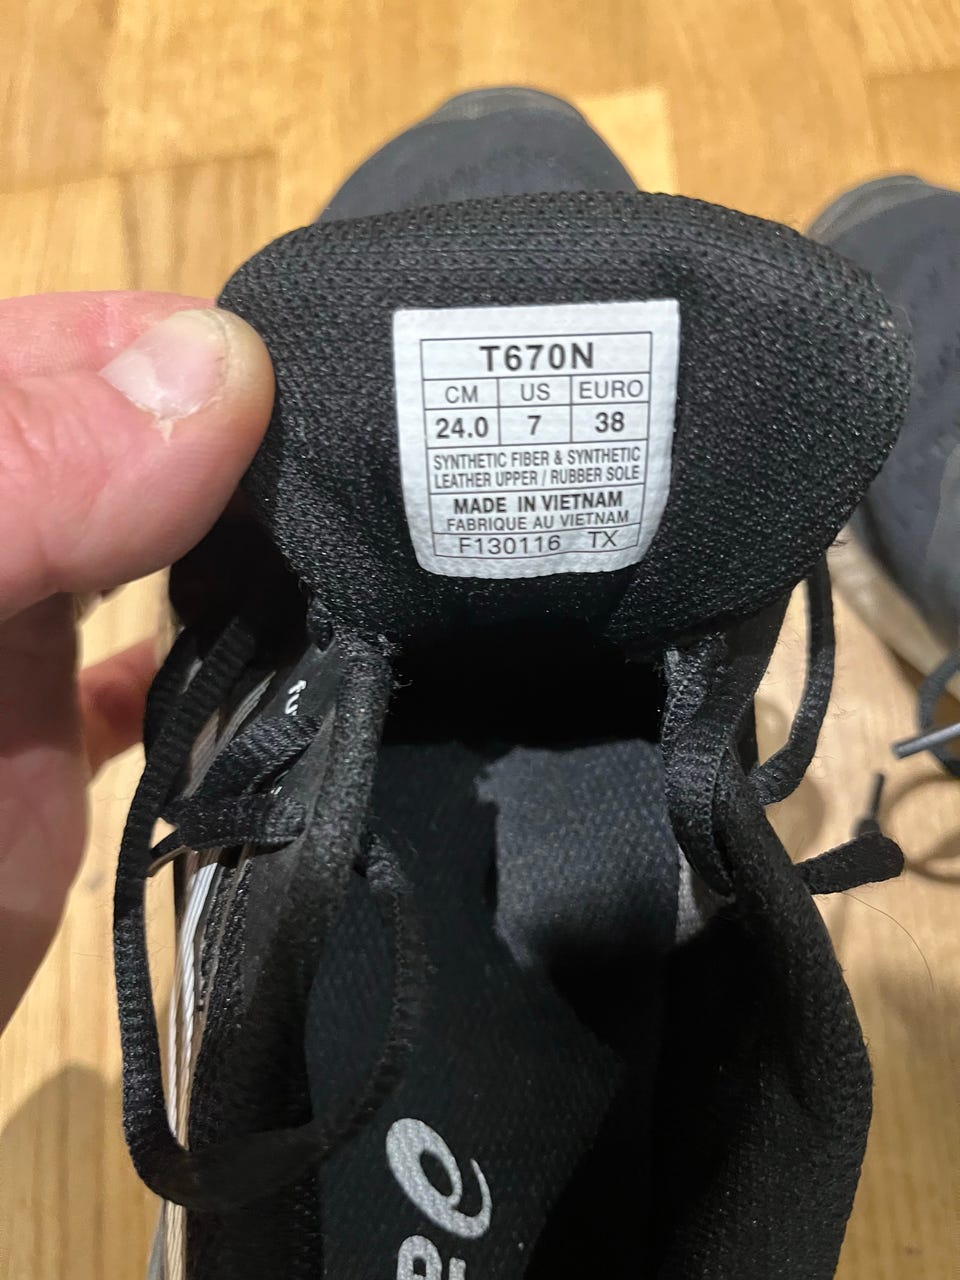 T670N
CM US EURO
24.0 7 38
SYNTHETIC FIBER & SYNTHETIC
LEATHER UPPER / RUBBER SOLE
MADE IN VIETNAM
FABRIQUE AU VIETNAM
F130116 TX